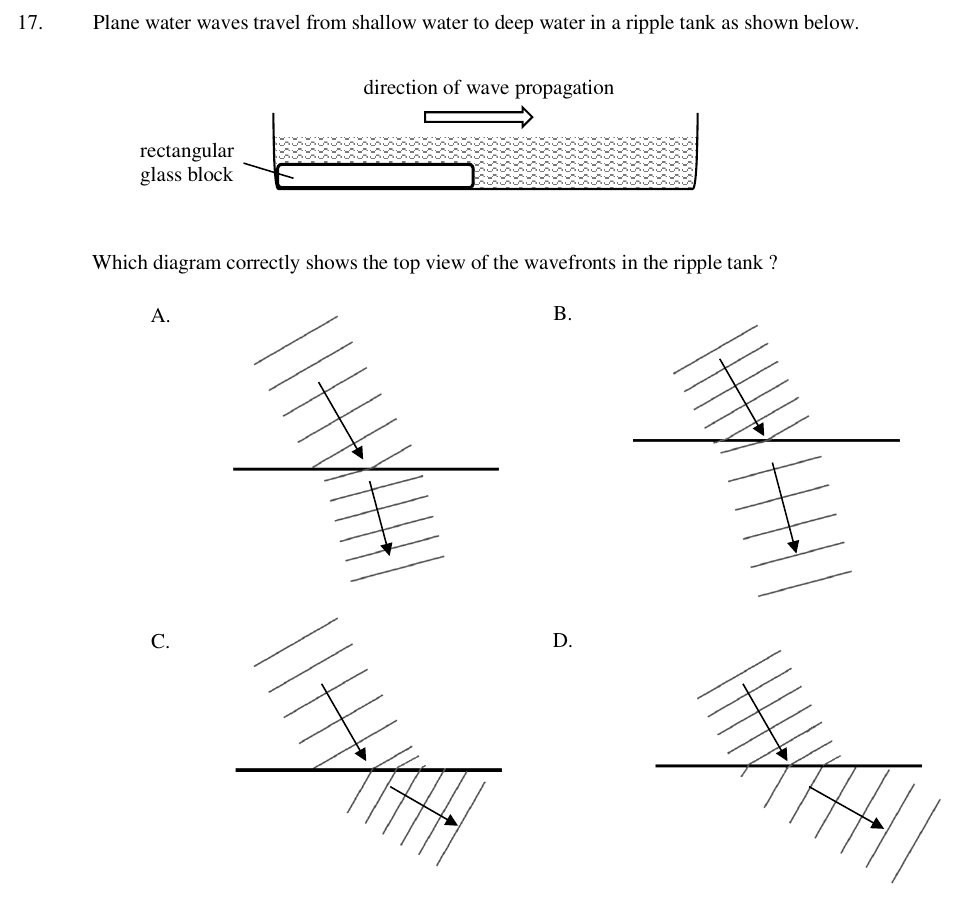 17. Plane water waves travel from shallow water to deep water in a ripple tank as shown below.
direction of wave propagation
rectangular
glass block
Which diagram correctly shows the top view of the wavefronts in the ripple tank ?
A.
B.
C.
D.